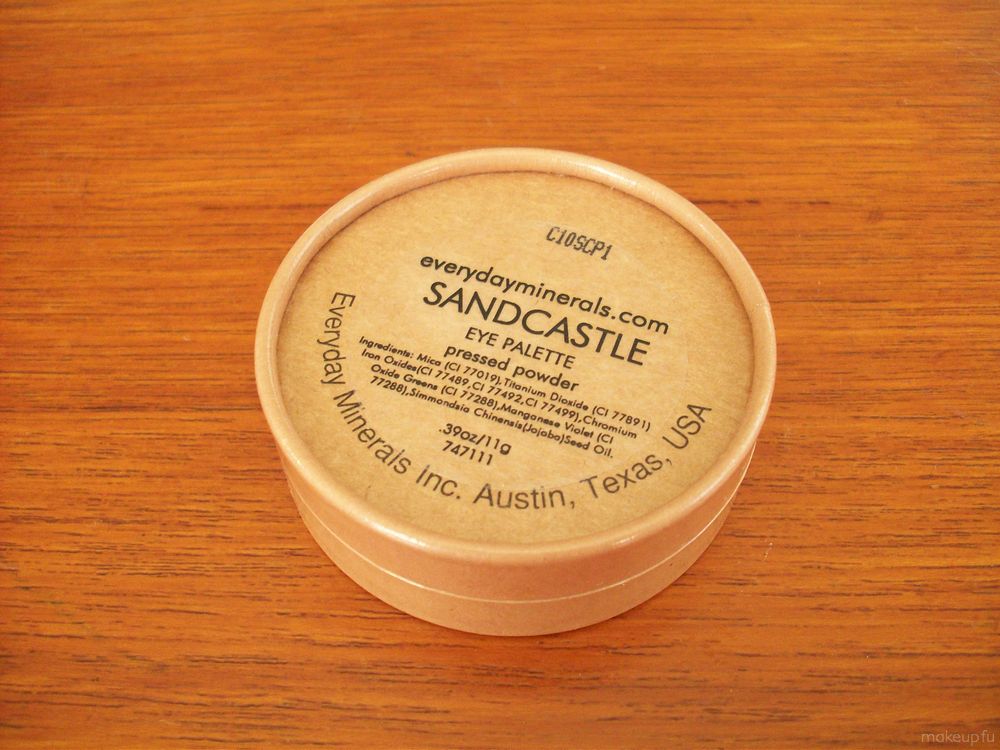 C10SCP1
everydayminerals.com
SANDCASTLE
EYE PALETTE
pressed powder
Ingredients: Mica (CI 77019),Titanium Dioxide (CI 77891)
Iron Oxides(CI 77489,CI 77492,CI 77499),Chromium
Oxide Greens (CI 77288),Manganese Violet (CI
77288),Simmondsia Chinensis(Jojoba)Seed Oil.
.39oz/11g
747111
Everyday Minerals Inc. Austin, Texas, USA
makeupfu